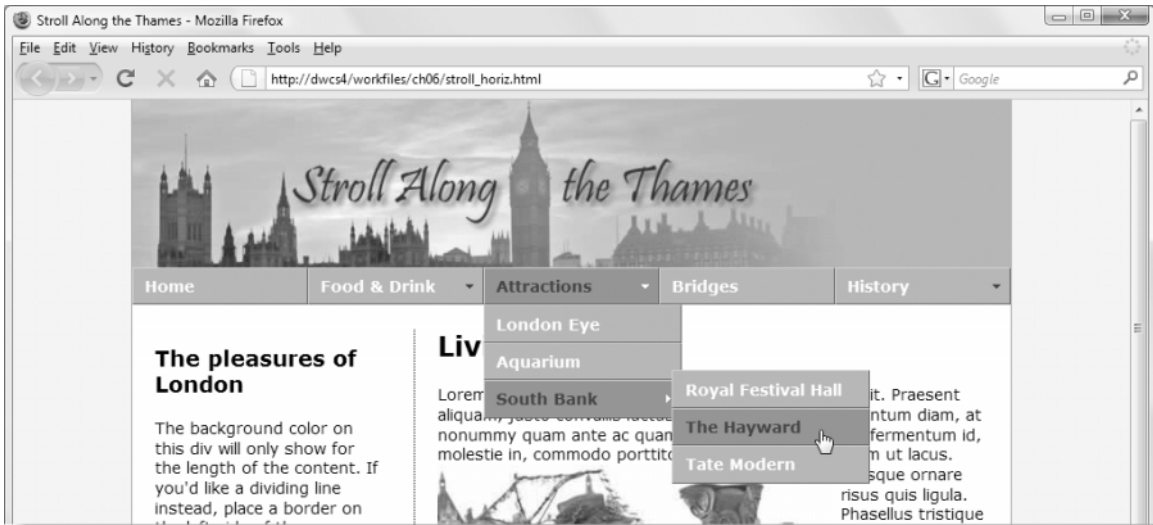 Stroll Along the Thames - Mozilla Firefox
File Edit View History Bookmarks Tools Help
http://dwcs4/workfiles/ch06/stroll_horiz.html
G Google
Stroll Along the Thames
Home Food & Drink Attractions Bridges History
London Eye
Aquarium
South Bank
Royal Festival Hall
The Hayward
Tate Modern
The pleasures of
London
The background color on
this div will only show for
the length of the content. If
you'd like a dividing line
instead, place a border on
Liv
Lorem it. Praesent
aliquam, justo convallis luctus ntum diam, at
nonummy quam ante ac quam fermentum id,
molestie in, commodo porttito m ut lacus.
sque ornare
risus quis ligula.
Phasellus tristique